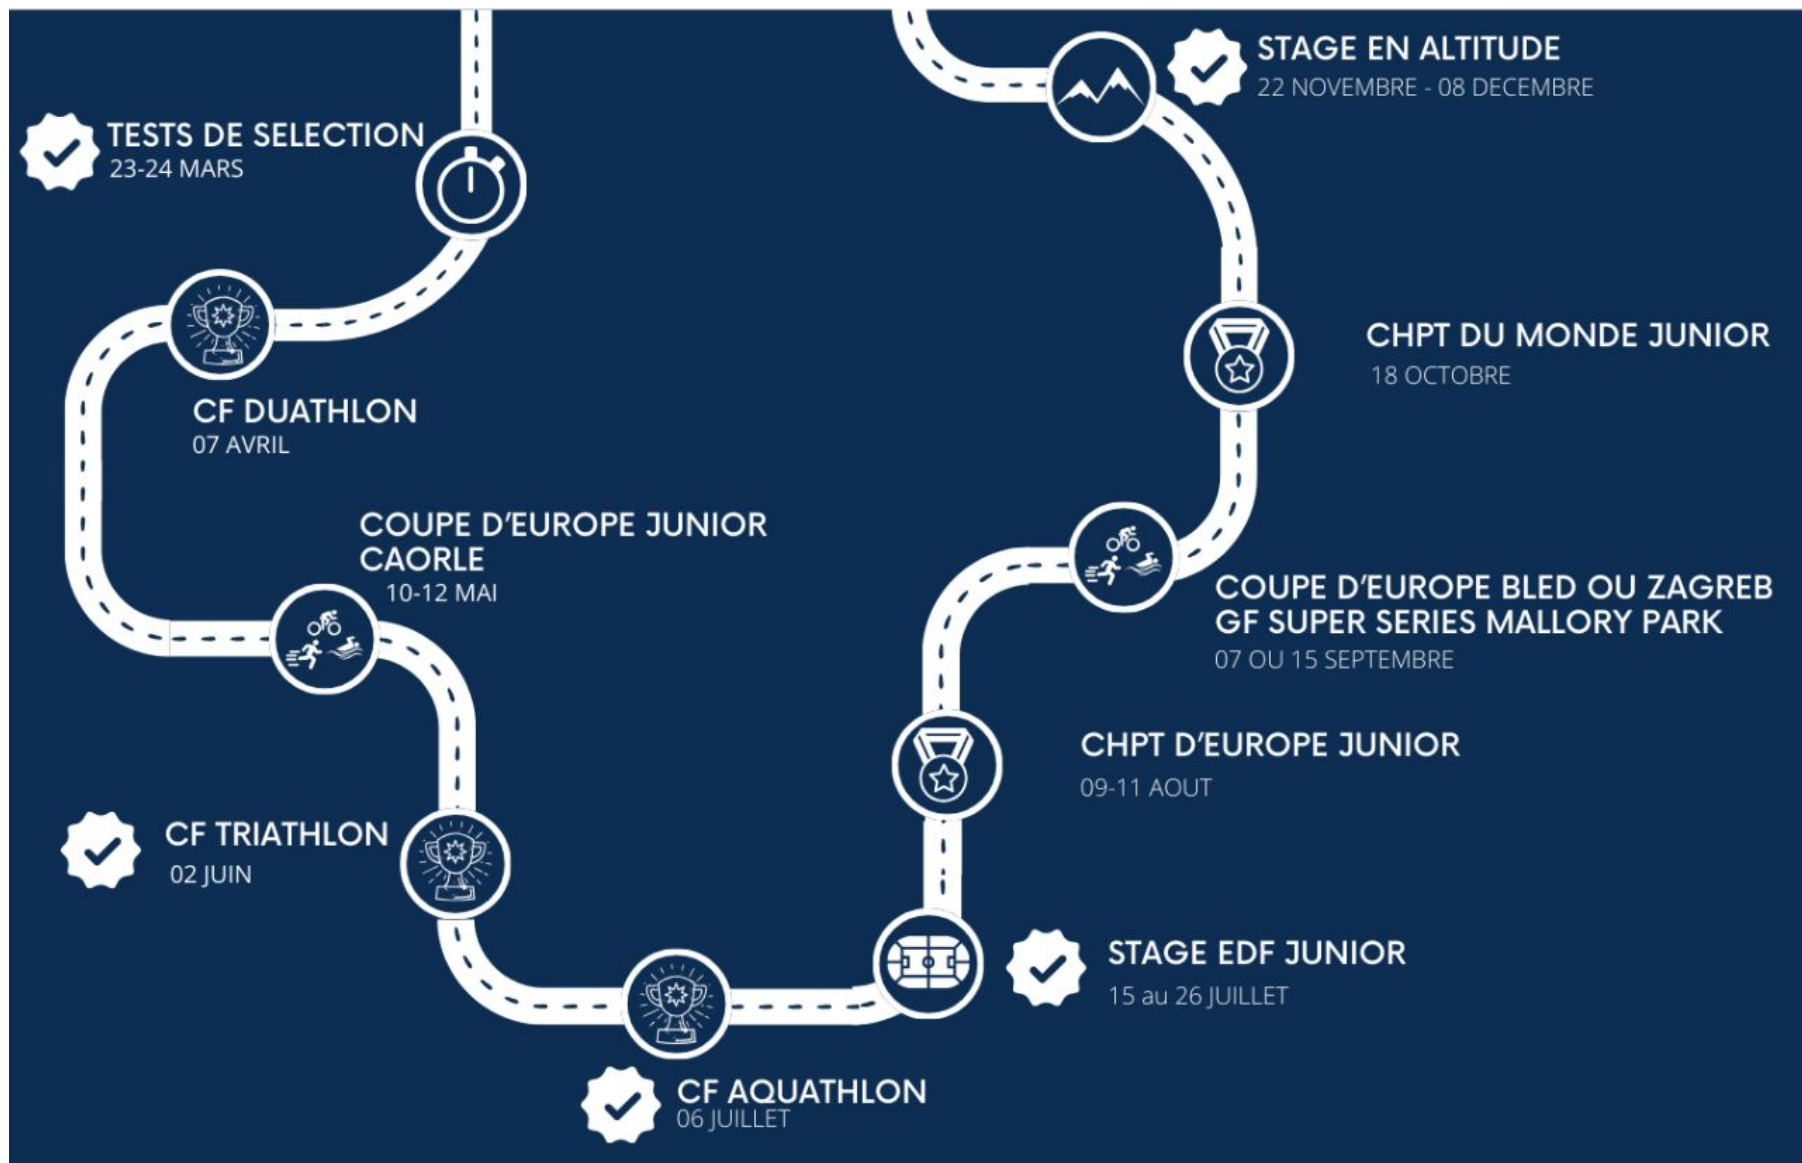 TESTS DE SELECTION
23-24 MARS
CF DUATHLON
07 AVRIL
COUPE D'EUROPE JUNIOR
CAORLE
10-12 MAI
CF TRIATHLON
02 JUIN
CF AQUATHLON
06 JUILLET
STAGE EDF JUNIOR
15 au 26 JUILLET
CHPT D'EUROPE JUNIOR
09-11 AOUT
COUPE D'EUROPE BLED OU ZAGREB
GF SUPER SERIES MALLORY PARK
07 OU 15 SEPTEMBRE
CHPT DU MONDE JUNIOR
18 OCTOBRE
STAGE EN ALTITUDE
22 NOVEMBRE - 08 DECEMBRE